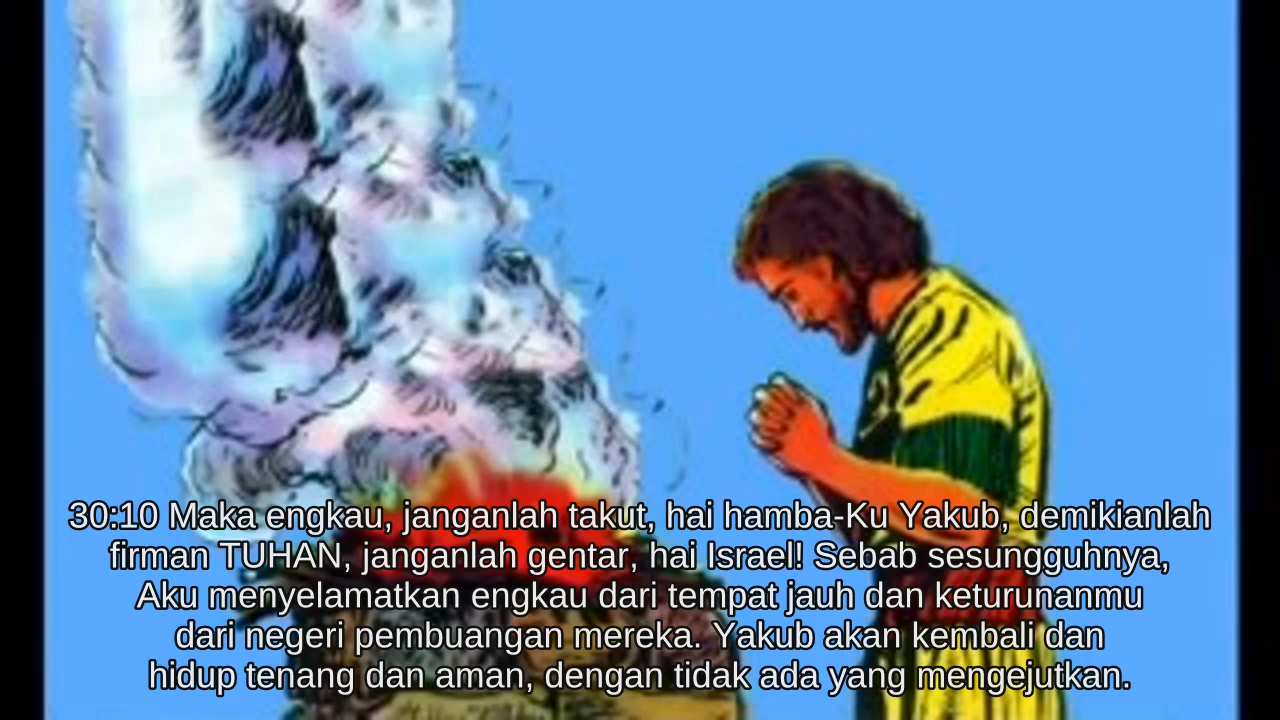 30:10 Maka engkau, janganlah takut, hai hamba-Ku Yakub, demikianlah
firman TUHAN, janganlah gentar, hai Israel! Sebab sesungguhnya,
Aku menyelamatkan engkau dari tempat jauh dan keturunanmu
dari negeri pembuangan mereka. Yakub akan kembali dan
hidup tenang dan aman, dengan tidak ada yang mengejutkan.